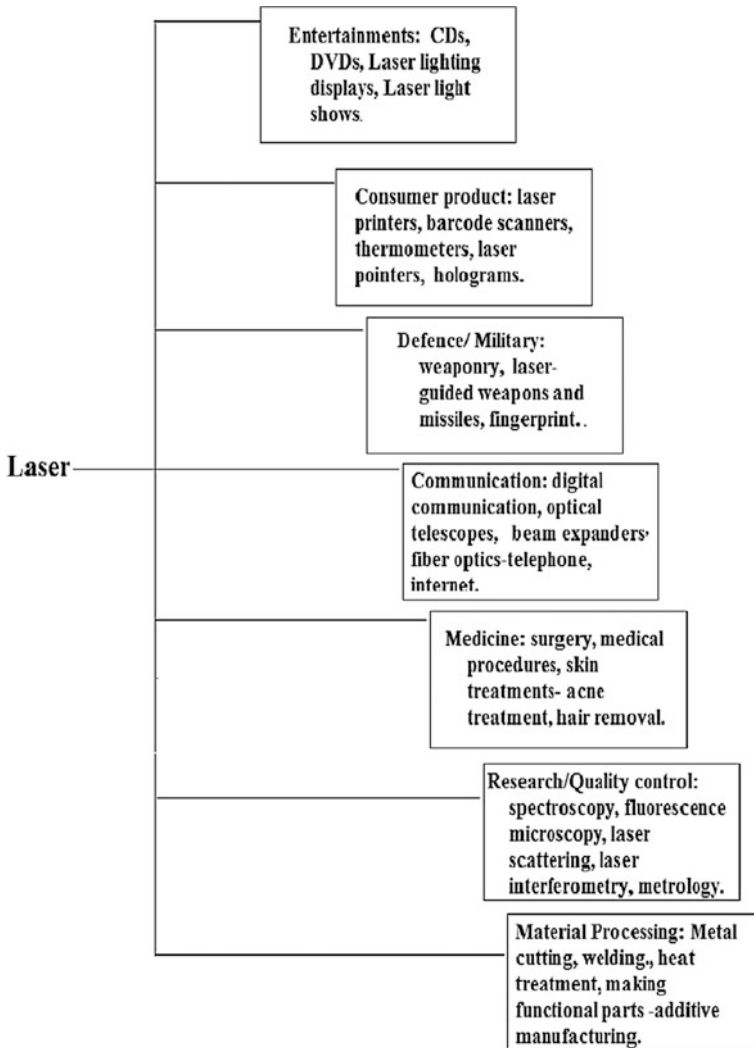 Entertainments: CDs,
DVDs, Laser lighting
displays, Laser light
shows.
Consumer product: laser
printers, barcode scanners,
thermometers, laser
pointers, holograms.
Defence/ Military:
weaponry, laser-
guided weapons and
missiles, fingerprint. .
Laser
Communication: digital
communication, optical
telescopes, beam expanders,
fiber optics-telephone,
internet.
Medicine: surgery, medical
procedures, skin
treatments- acne
treatment, hair removal.
Research/Quality control:
spectroscopy, fluorescence
microscopy, laser
scattering, laser
interferometry, metrology.
Material Processing: Metal
cutting, welding., heat
treatment, making
functional parts -additive
manufacturing.